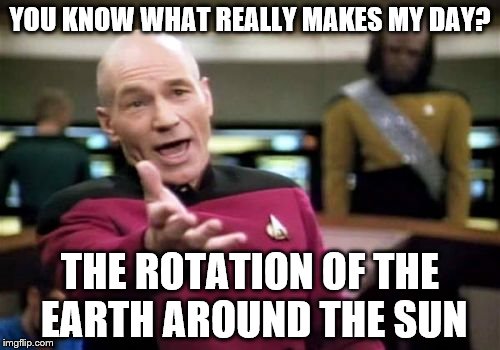 YOU KNOW WHAT REALLY MAKES MY DAY?
THE ROTATION OF THE
EARTH AROUND THE SUN
imgflip.com